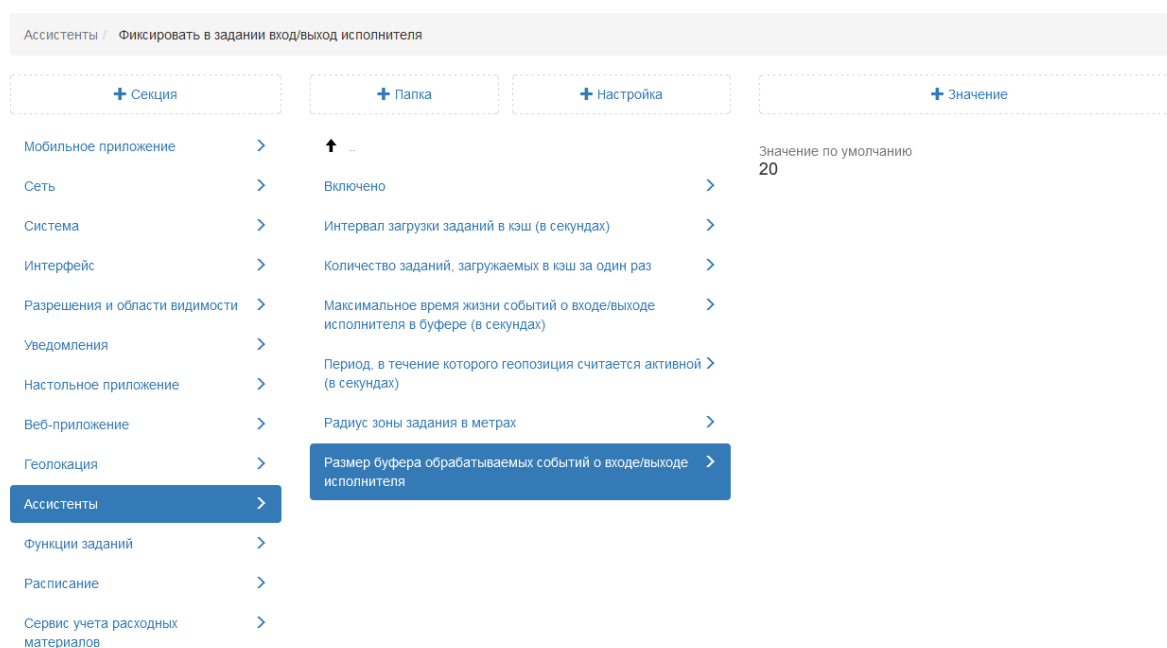 Ассистенты / Фиксировать в задании вход/выход исполнителя
+ Секция
+ Папка
+ Настройка
+ Значение
Мобильное приложение
Сеть
Система
Интерфейс
Разрешения и области видимости
Уведомления
Настольное приложение
Веб-приложение
Геолокация
Ассистенты
Функции заданий
Расписание
Сервис учета расходных
материалов
..
Включено
Интервал загрузки заданий в кэш (в секундах)
Количество заданий, загружаемых в кэш за один раз
Максимальное время жизни событий о входе/выходе
исполнителя в буфере (в секундах)
Период, в течение которого геопозиция считается активной
(в секундах)
Радиус зоны задания в метрах
Размер буфера обрабатываемых событий о входе/выходе
исполнителя
Значение по умолчанию
20